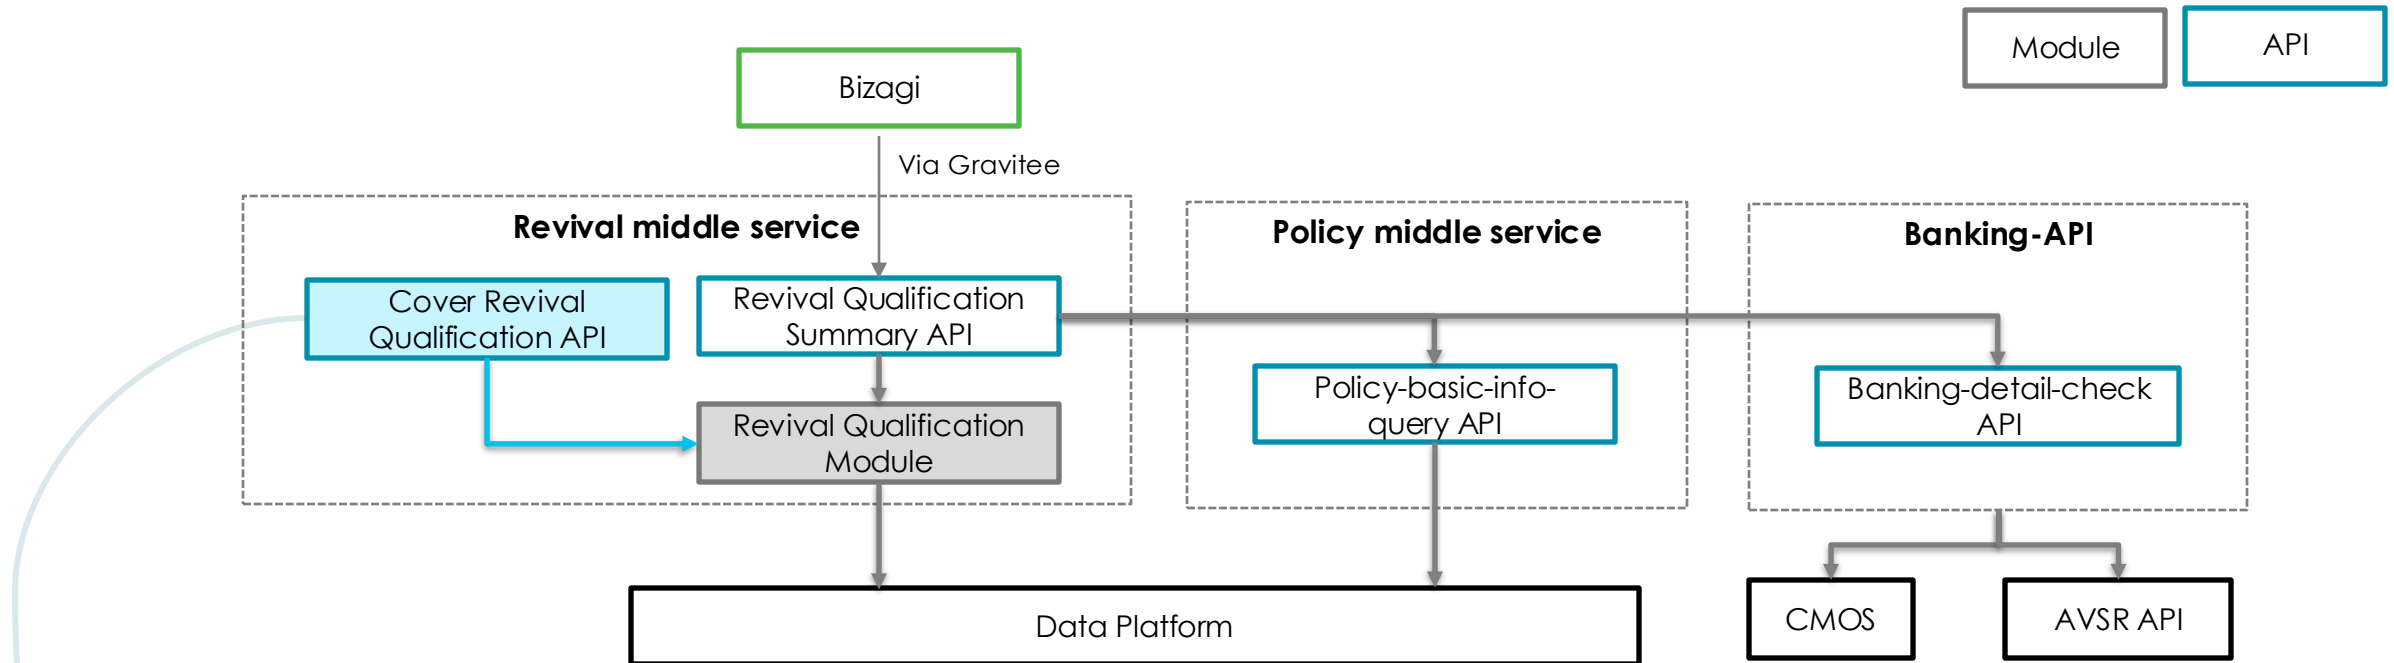 Module
API
Bizagi
Via Gravitee
Revival middle service
Policy middle service
Banking-API
Cover Revival
Qualification API
Revival Qualification
Summary API
Policy-basic-info-
query API
Banking-detail-check
API
Revival Qualification
Module
Data Platform
CMOS
AVSR API